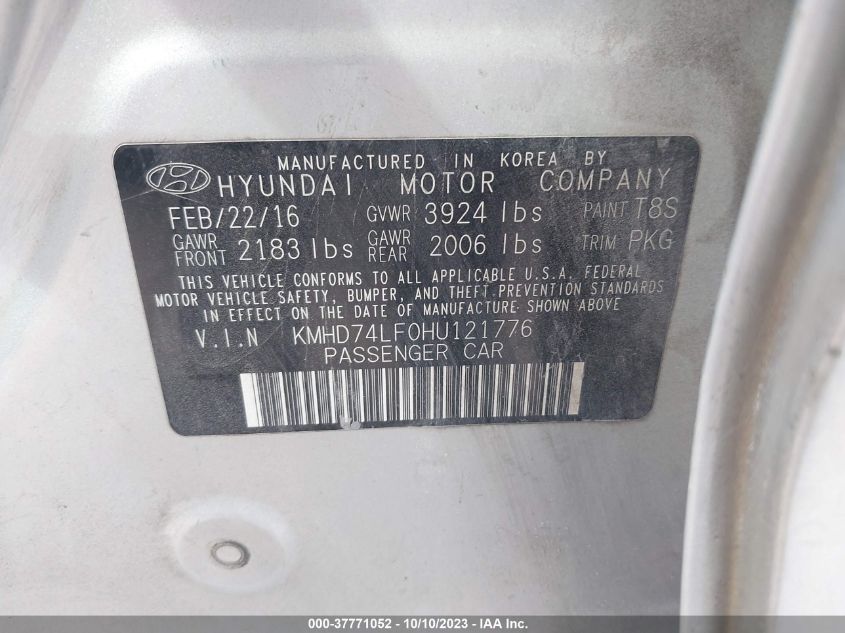 MANUFACTURED IN KOREA BY
HYUNDAI MOTOR COMPANY
FEB/22/16 GVWR 3924 lbs PAINT T8S
GAWR FRONT 2183 lbs GAWR REAR 2006 lbs TRIM PKG
THIS VEHICLE CONFORMS TO ALL APPLICABLE U.S.A. FEDERAL
MOTOR VEHICLE SAFETY, BUMPER, AND THEFT PREVENTION STANDARDS
IN EFFECT ON THE DATE OF MANUFACTURE SHOWN ABOVE
V.I.N KMHD74LF0HU121776
PASSENGER CAR
000-37771052 - 10/10/2023 - IAA Inc.